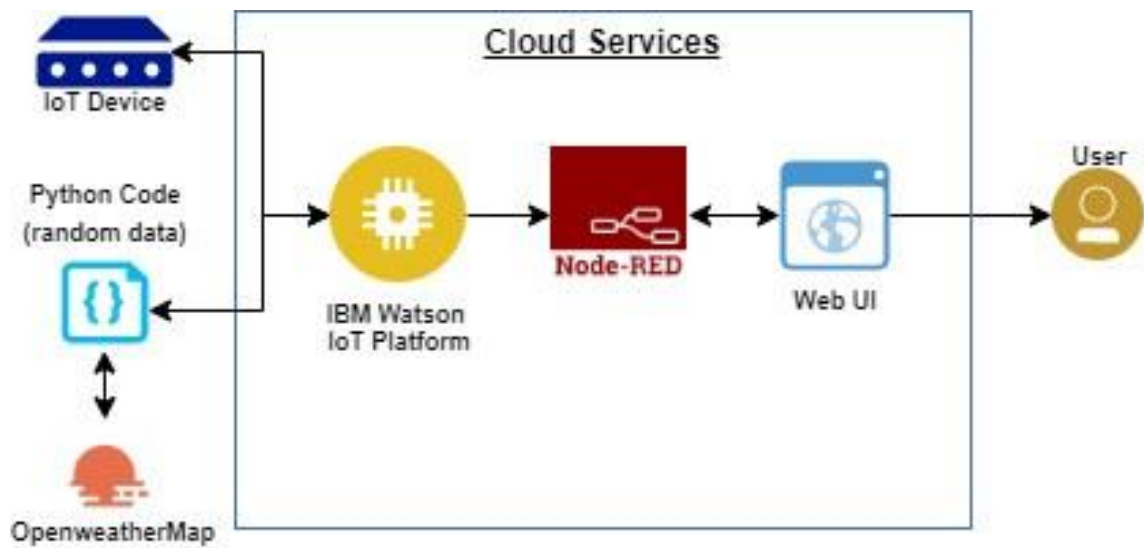 Cloud Services
IoT Device
Python Code
(random data)
User
Node-RED
Web UI
IBM Watson
IoT Platform
OpenweatherMap